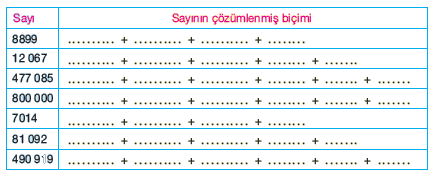 Sayı Sayının çözümlenmiş biçimi
8899 .......... + .......... + .......... + ........
12 067 .......... + .......... + .......... + ........ + .......
477 085 .......... + .......... + .......... + ........ + ....... + .......
800 000 .......... + .......... + .......... + ........ + ....... + .......
7014 .......... + .......... + .......... + ........
81 092 .......... + .......... + .......... + ........ + .......
490 919 .......... + .......... + .......... + ........ + ....... + .......